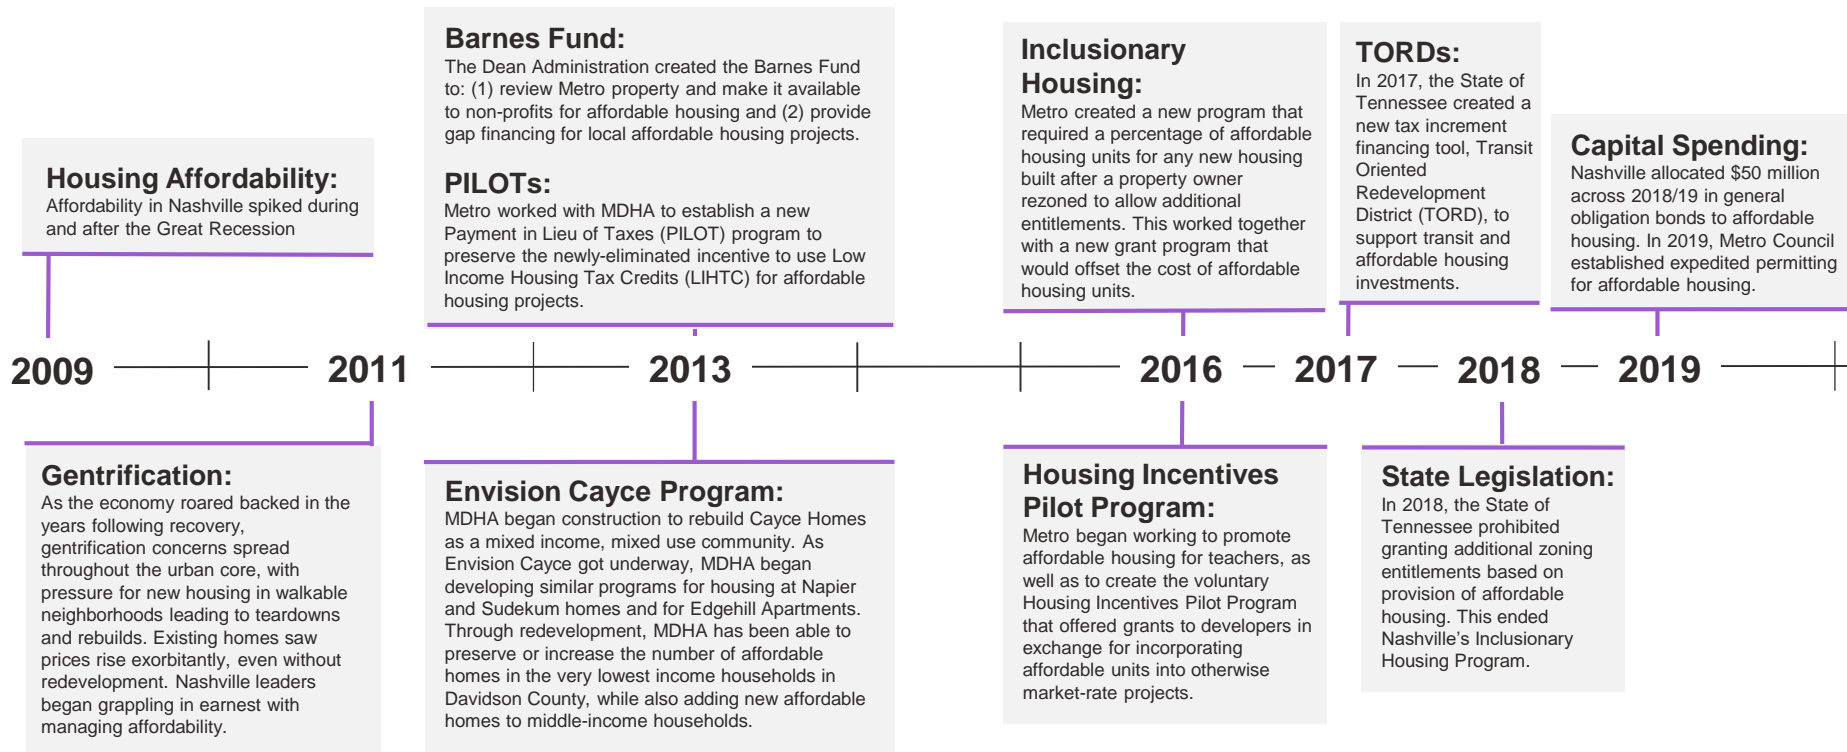 Housing Affordability:
Affordability in Nashville spiked during
and after the Great Recession
Barnes Fund:
The Dean Administration created the Barnes Fund
to: (1) review Metro property and make it available
to non-profits for affordable housing and (2) provide
gap financing for local affordable housing projects.
PILOTs:
Metro worked with MDHA to establish a new
Payment in Lieu of Taxes (PILOT) program to
preserve the newly-eliminated incentive to use Low
Income Housing Tax Credits (LIHTC) for affordable
housing projects.
Inclusionary
Housing:
Metro created a new program that
required a percentage of affordable
housing units for any new housing
built after a property owner
rezoned to allow additional
entitlements. This worked together
with a new grant program that
would offset the cost of affordable
housing units.
TORDs:
In 2017, the State of
Tennessee created a
new tax increment
financing tool, Transit
Oriented
Redevelopment
District (TORD), to
support transit and
affordable housing
investments.
Capital Spending:
Nashville allocated $50 million
across 2018/19 in general
obligation bonds to affordable
housing. In 2019, Metro Council
established expedited permitting
for affordable housing.
2009 2011 2013 2016 2017 2018 2019
Gentrification:
As the economy roared backed in the
years following recovery,
gentrification concerns spread
throughout the urban core, with
pressure for new housing in walkable
neighborhoods leading to teardowns
and rebuilds. Existing homes saw
prices rise exorbitantly, even without
redevelopment. Nashville leaders
began grappling in earnest with
managing affordability.
Envision Cayce Program:
MDHA began construction to rebuild Cayce Homes
as a mixed income, mixed use community. As
Envision Cayce got underway, MDHA began
developing similar programs for housing at Napier
and Sudekum homes and for Edgehill Apartments.
Through redevelopment, MDHA has been able to
preserve or increase the number of affordable
homes in the very lowest income households in
Davidson County, while also adding new affordable
homes to middle-income households.
Housing Incentives
Pilot Program:
Metro began working to promote
affordable housing for teachers, as
well as to create the voluntary
Housing Incentives Pilot Program
that offered grants to developers in
exchange for incorporating
affordable units into otherwise
market-rate projects.
State Legislation:
In 2018, the State of
Tennessee prohibited
granting additional zoning
entitlements based on
provision of affordable
housing. This ended
Nashville's Inclusionary
Housing Program.